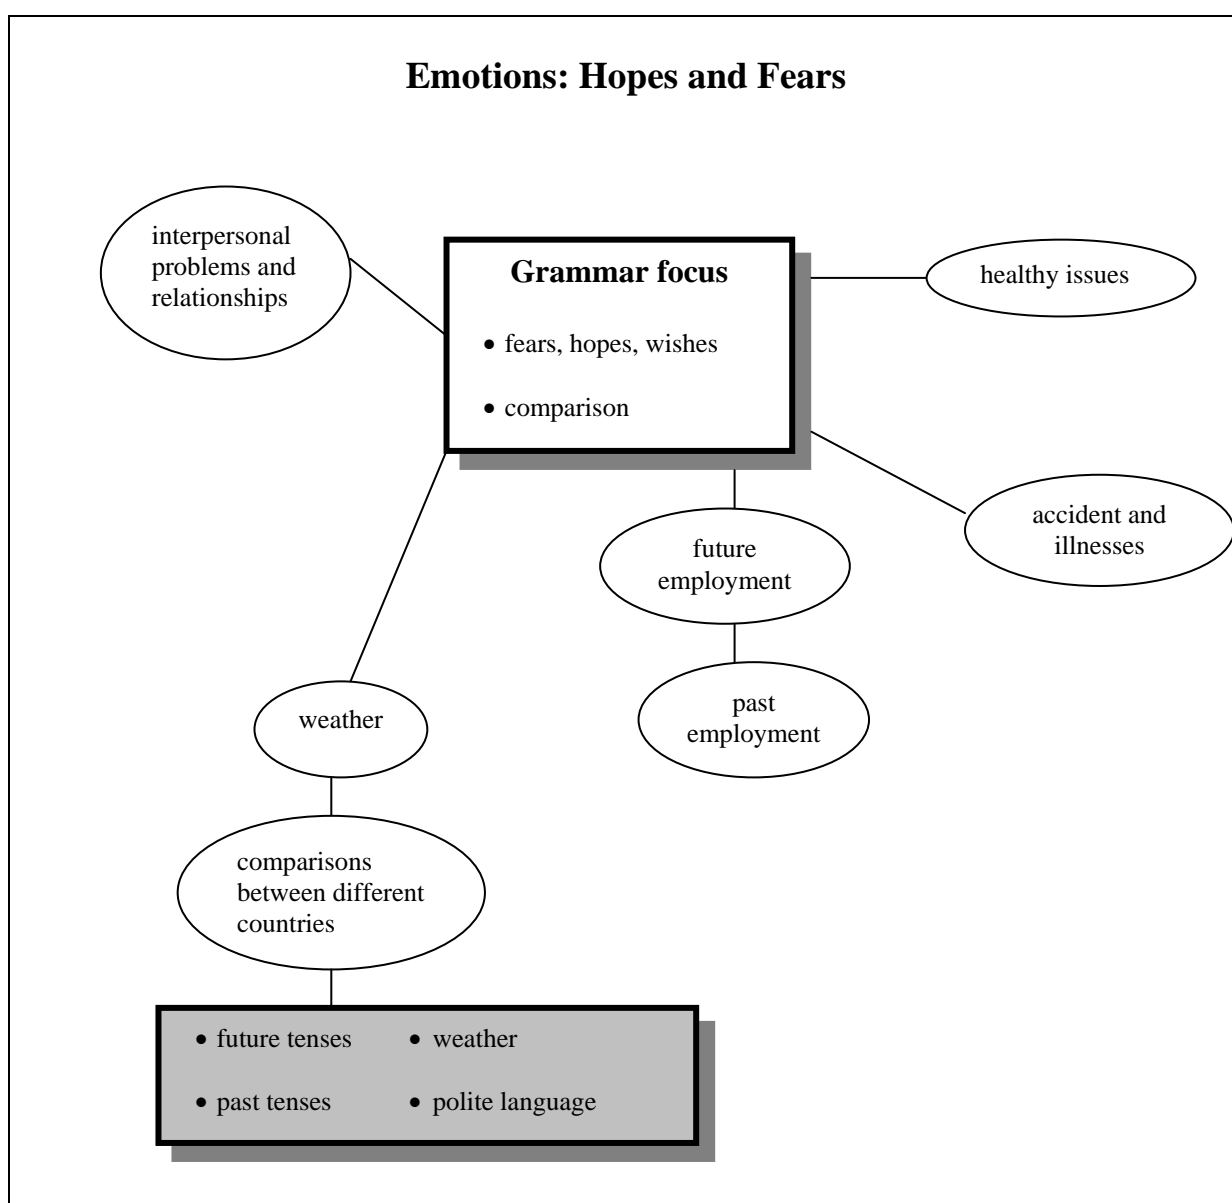 Emotions: Hopes and Fears
interpersonal
problems and
relationships
Grammar focus
• fears, hopes, wishes
• comparison
healthy issues
accident and
illnesses
future
employment
past
employment
weather
comparisons
between different
countries
• future tenses • weather
• past tenses • polite language